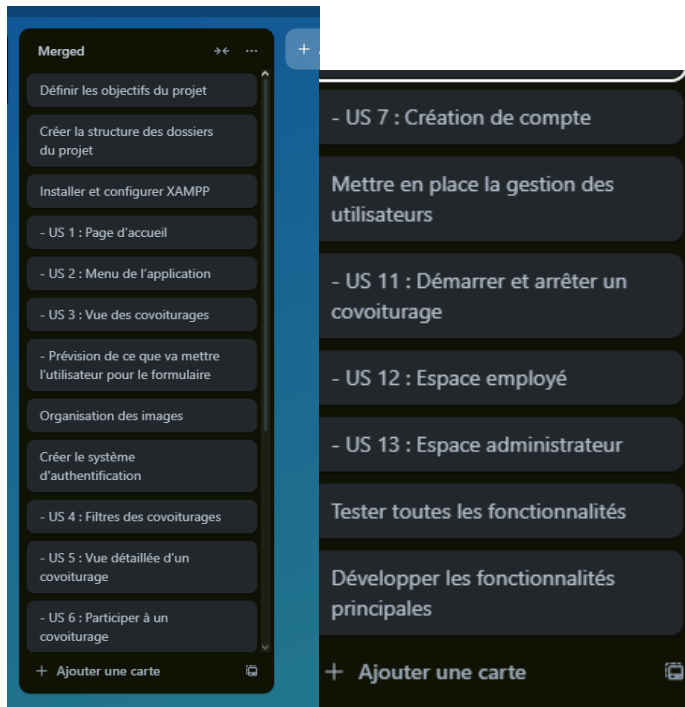 Merged
Définir les objectifs du projet
Créer la structure des dossiers
du projet
Installer et configurer XAMPP
- US 1 : Page d'accueil
- US 2 : Menu de l'application
- US 3 : Vue des covoiturages
- Prévision de ce que va mettre
l'utilisateur pour le formulaire
Organisation des images
Créer le système
d'authentification
- US 4 : Filtres des covoiturages
- US 5 : Vue détaillée d'un
covoiturage
- US 6 : Participer à un
covoiturage
+ Ajouter une carte
- US 7 : Création de compte
Mettre en place la gestion des
utilisateurs
- US 11 : Démarrer et arrêter un
covoiturage
- US 12 : Espace employé
- US 13 : Espace administrateur
Tester toutes les fonctionnalités
Développer les fonctionnalités
principales
+ Ajouter une carte